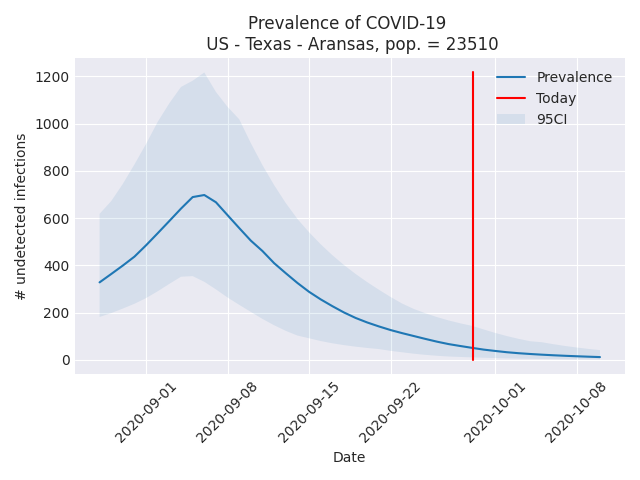 Prevalence of COVID-19
US - Texas - Aransas, pop. = 23510
Prevalence
Today
95CI
# undetected infections
1200
1000
800
600
400
200
0
2020-09-01
2020-09-08
2020-09-15
2020-09-22
2020-10-01
2020-10-08
Date